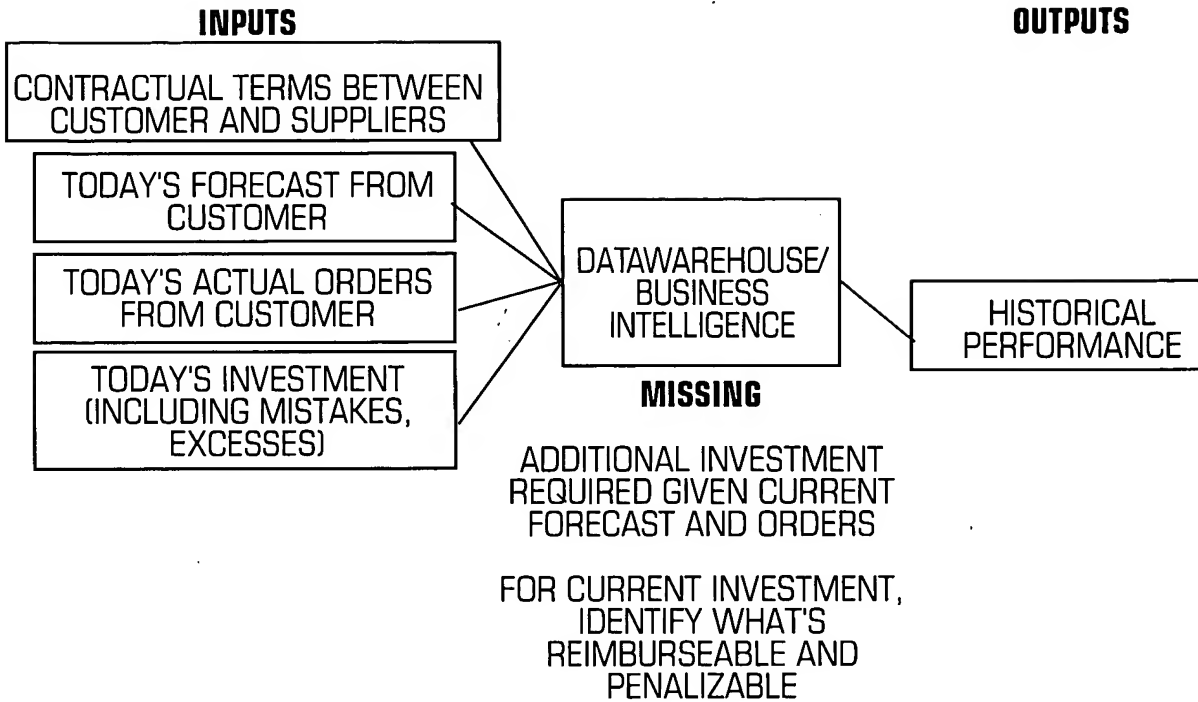 INPUTS
CONTRACTUAL TERMS BETWEEN
CUSTOMER AND SUPPLIERS
TODAY'S FORECAST FROM
CUSTOMER
TODAY'S ACTUAL ORDERS
FROM CUSTOMER
TODAY'S INVESTMENT
(INCLUDING MISTAKES,
EXCESSES)
DATAWAREHOUSE/
BUSINESS
INTELLIGENCE
MISSING
ADDITIONAL INVESTMENT
REQUIRED GIVEN CURRENT
FORECAST AND ORDERS
FOR CURRENT INVESTMENT,
IDENTIFY WHAT'S
REIMBURSEABLE AND
PENALIZABLE
OUTPUTS
HISTORICAL
PERFORMANCE